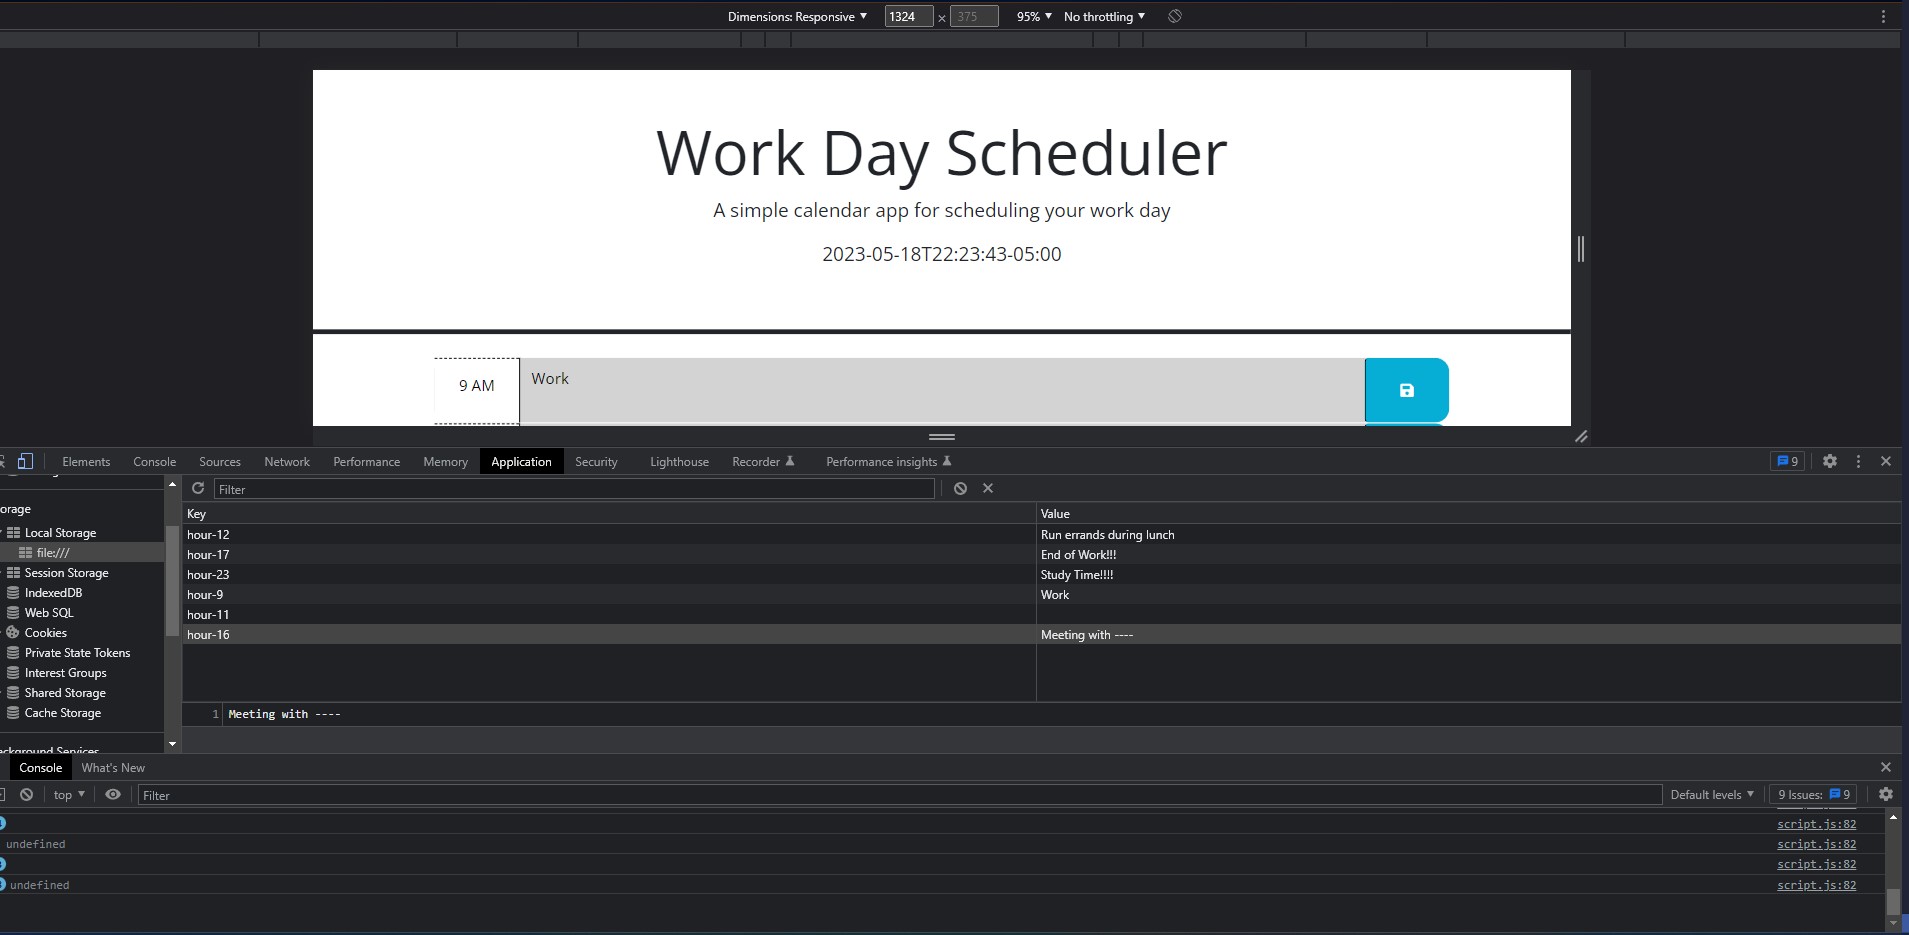 Dimensions: Responsive ▼ 1324 × 375 95% ▼ No throttling ▼
Work Day Scheduler
A simple calendar app for scheduling your work day
2023-05-18T22:23:43-05:00
9 AM Work
Elements Console Sources Network Performance Memory Application Security Lighthouse Recorder Performance insights 9
Filter
orage
Key Value
Local Storage
hour-12 Run errands during lunch
file:///
hour-17 End of Work!!!
Session Storage
hour-23 Study Time!!!!
IndexedDB
hour-9 Work
Web SQL
hour-11
Cookies
hour-16 Meeting with ----
Private State Tokens
Interest Groups
Shared Storage
Cache Storage
1 Meeting with ----
ackground Services
Console What's New
top ▼ Filter Default levels ▼ 9 Issues: 9
script.js:82
undefined script.js:82
script.js:82
undefined script.js:82